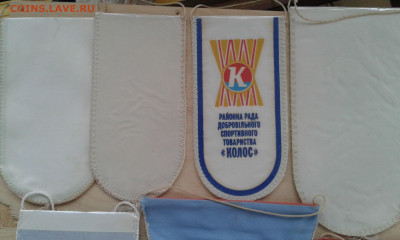 COINS.LAVE.RU
К
РАЙОННА РАДА
ДОБРОВІЛЬНОГО
СПОРТИВНОГО
ТОВАРИСТВА
«КОЛОС»